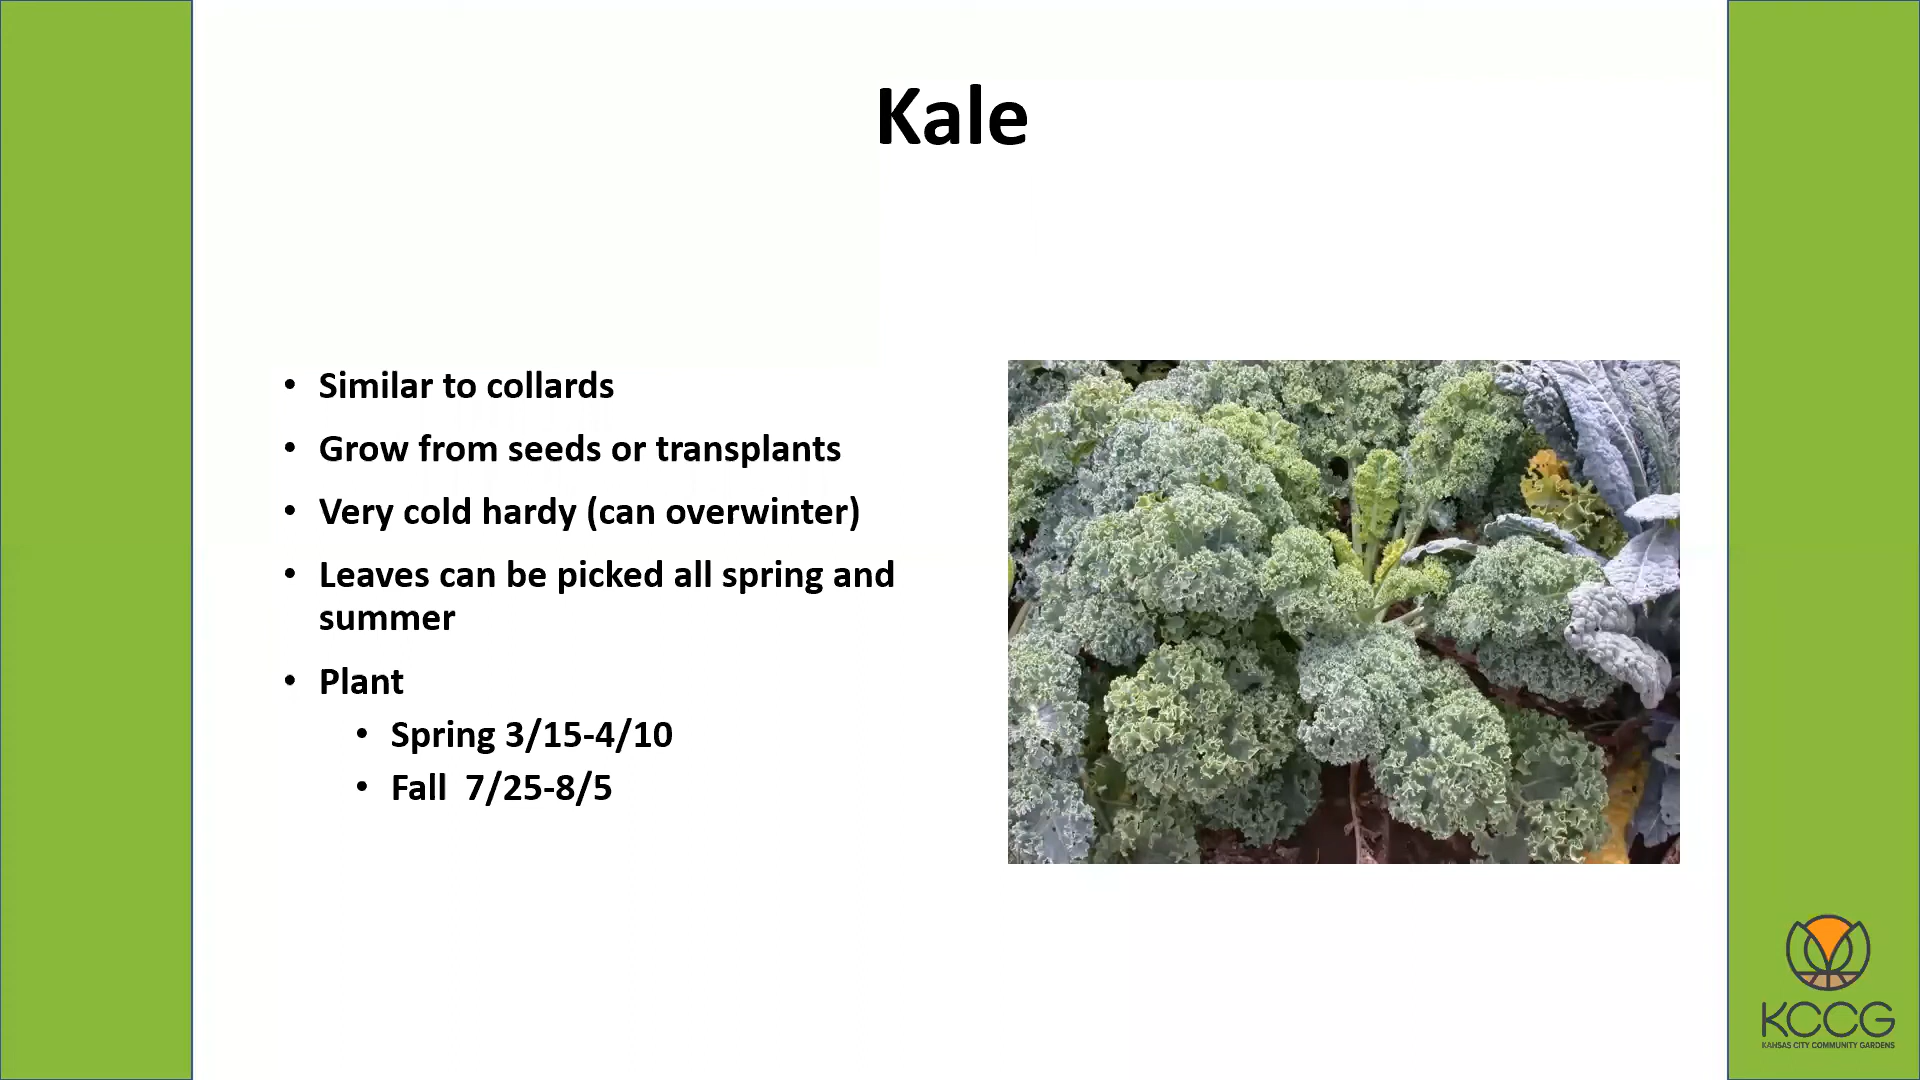 Kale
• Similar to collards
• Grow from seeds or transplants
• Very cold hardy (can overwinter)
• Leaves can be picked all spring and
summer
• Plant
• Spring 3/15-4/10
• Fall  7/25-8/5
KCCG
KANSAS CITY COMMUNITY GARDENS